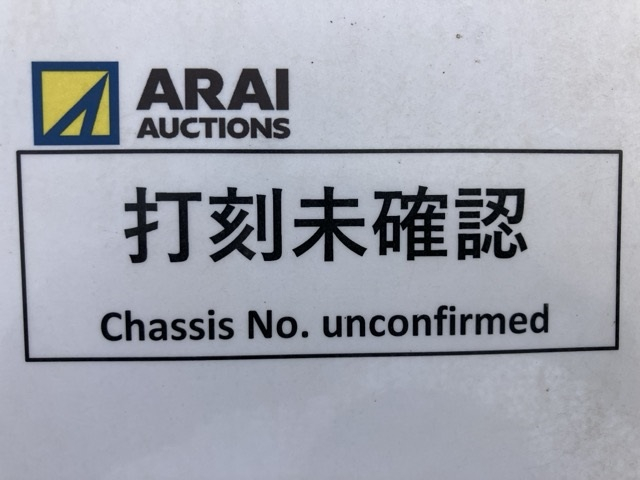 ARAI
AUCTIONS
打刻未確認
Chassis No. unconfirmed